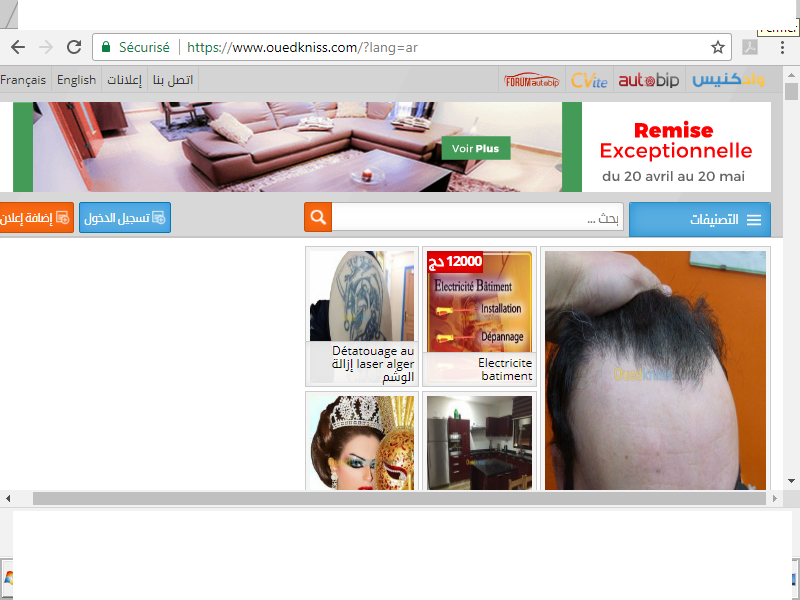 Fermer
Sécurisé
https://www.ouedkniss.com/?lang=ar
Français
English
إعلانات
اتصل بنا
FORUM autobip
CVite
autobip
وادكنيس
Voir Plus
Remise
Exceptionnelle
du 20 avril au 20 mai
إضافة إعلان
تسجيل الدخول
بحث ...
التصنيفات
12000 دج
Electricité Bâtiment
Installation
Dépannage
Electricite
batiment
Détatouage au
laser alger إزالة
الوشم
Ouedkniss